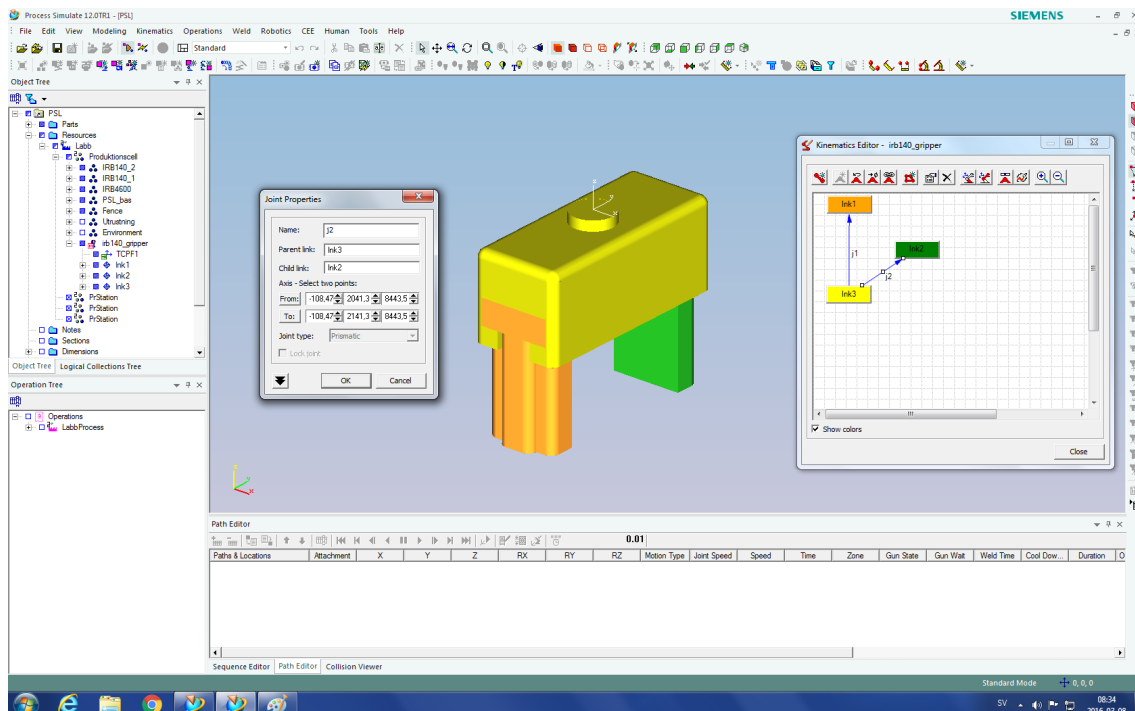 Process Simulate 12.0TR1 - [PSL]
SIEMENS
File Edit View Modeling Kinematics Operations Weld Robotics CEE Human Tools Help
Standard
Object Tree
PSL
Parts
Resources
Labb
Produktionscell
IRB140_2
IRB140_1
IRB4600
PSL_bas
Fence
Utrustning
Environment
irb140_gripper
TCPF1
lnk1
lnk2
lnk3
PrStation
PrStation
PrStation
Notes
Sections
Dimensions
Object Tree Logical Collections Tree
Operation Tree
Operations
LabbProcess
Joint Properties
Name: j2
Parent link: lnk3
Child link: lnk2
Axis - Select two points:
From: -108,47 2041,3 8443,5
To: -108,47 2141,3 8443,5
Joint type: Prismatic
Lock joint
OK Cancel
z
y
x
z
y
x
Kinematics Editor - irb140_gripper
lnk1
lnk2
j1
j2
lnk3
Show colors
Close
Path Editor
0.01
Paths & Locations Attachment X Y Z RX RY RZ Motion Type Joint Speed Speed Time Zone Gun State Gun Wait Weld Time Cool Dow... Duration O
Sequence Editor Path Editor Collision Viewer
Standard Mode 0, 0, 0
SV 08:34
2016-07-08